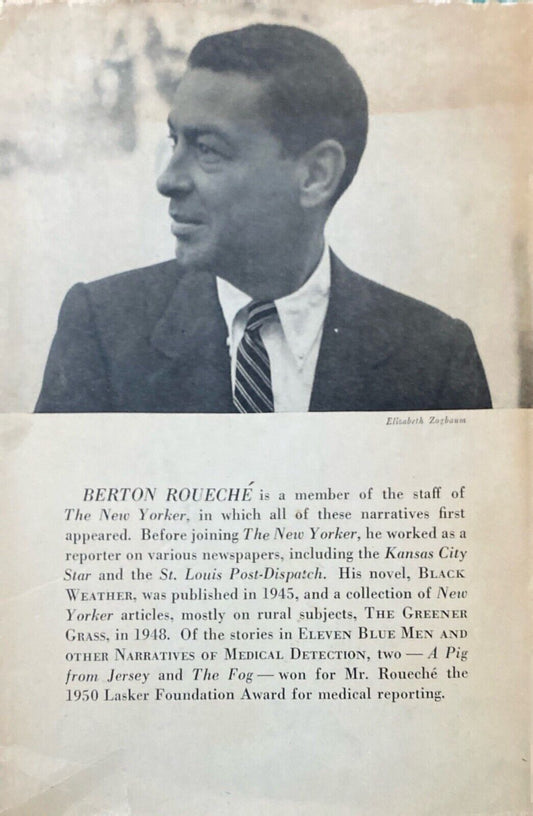 Elisabeth Zogbaum
BERTON ROUECHÉ is a member of the staff of
The New Yorker, in which all of these narratives first
appeared. Before joining The New Yorker, he worked as a
reporter on various newspapers, including the Kansas City
Star and the St. Louis Post-Dispatch. His novel, BLACK
WEATHER, was published in 1945, and a collection of New
Yorker articles, mostly on rural subjects, THE GREENER
GRASS, in 1948. Of the stories in ELEVEN BLUE MEN AND
OTHER NARRATIVES OF MEDICAL DETECTION, two — A Pig
from Jersey and The Fog — won for Mr. Roueché the
1950 Lasker Foundation Award for medical reporting.